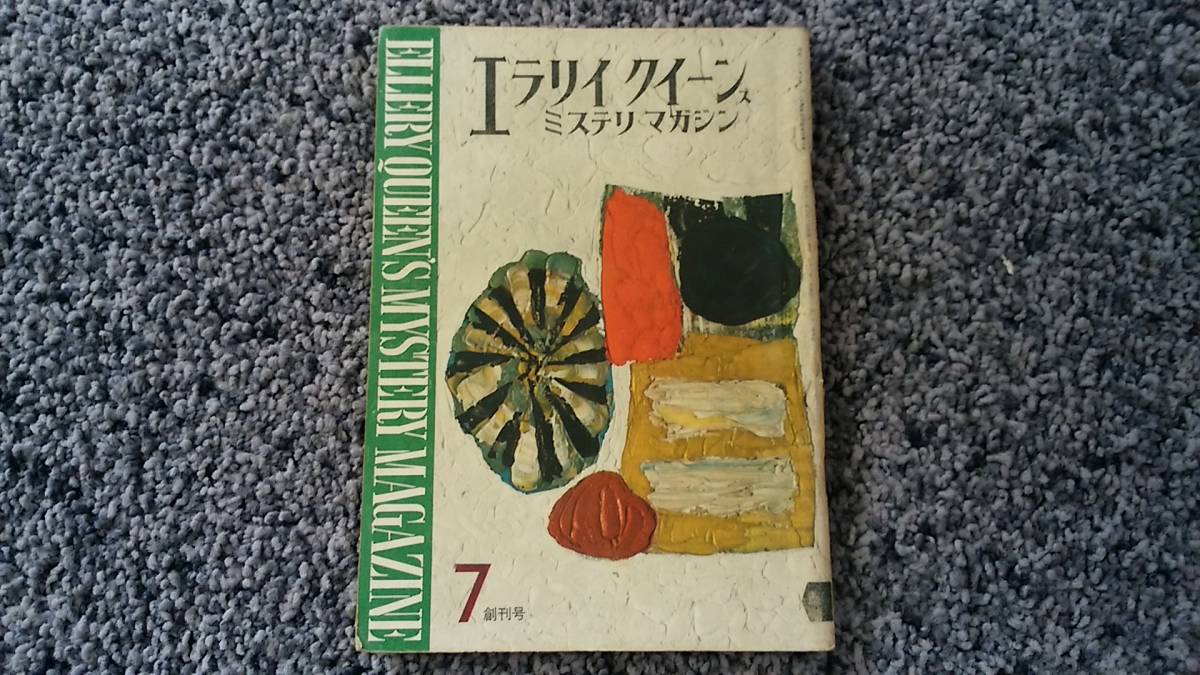 ELLERY QUEEN'S MYSTERY MAGAZINE
エラリイ クイーンズ
ミステリ マガジン
7 創刊号